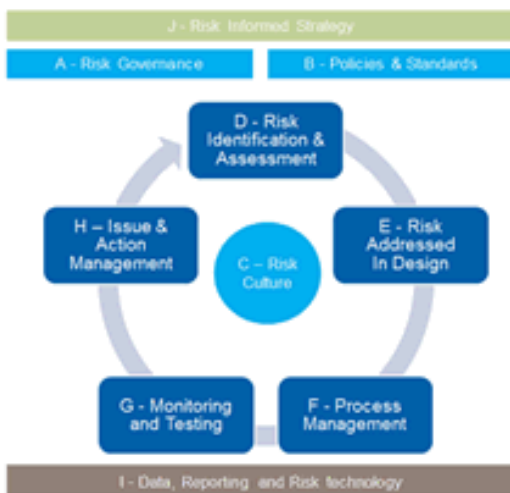 J - Risk Informed Strategy
A - Risk Governance
B - Policies & Standards
D - Risk
Identification &
Assessment
E - Risk
Addressed
In Design
F - Process
Management
G - Monitoring
and Testing
H – Issue &
Action
Management
C – Risk
Culture
I - Data, Reporting and Risk technology